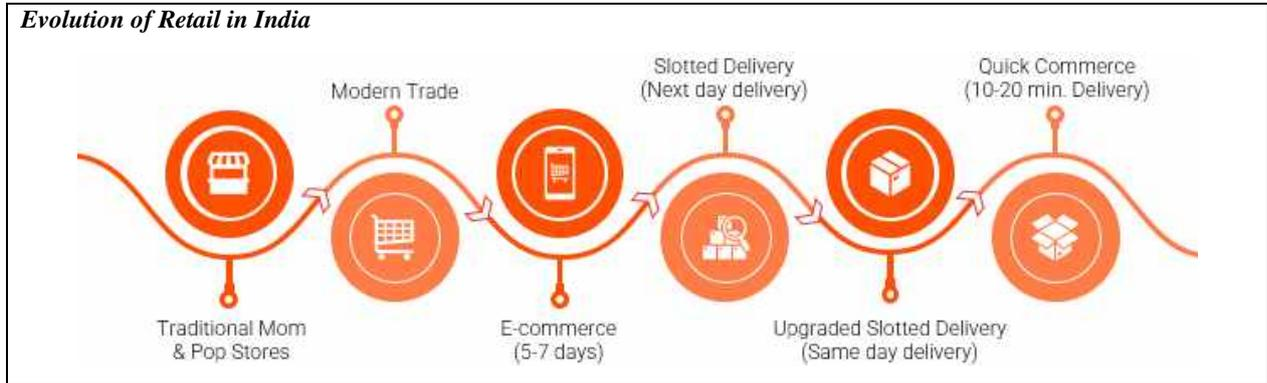 Evolution of Retail in India
Traditional Mom
& Pop Stores
Modern Trade
E-commerce
(5-7 days)
Slotted Delivery
(Next day delivery)
Upgraded Slotted Delivery
(Same day delivery)
Quick Commerce
(10-20 min. Delivery)